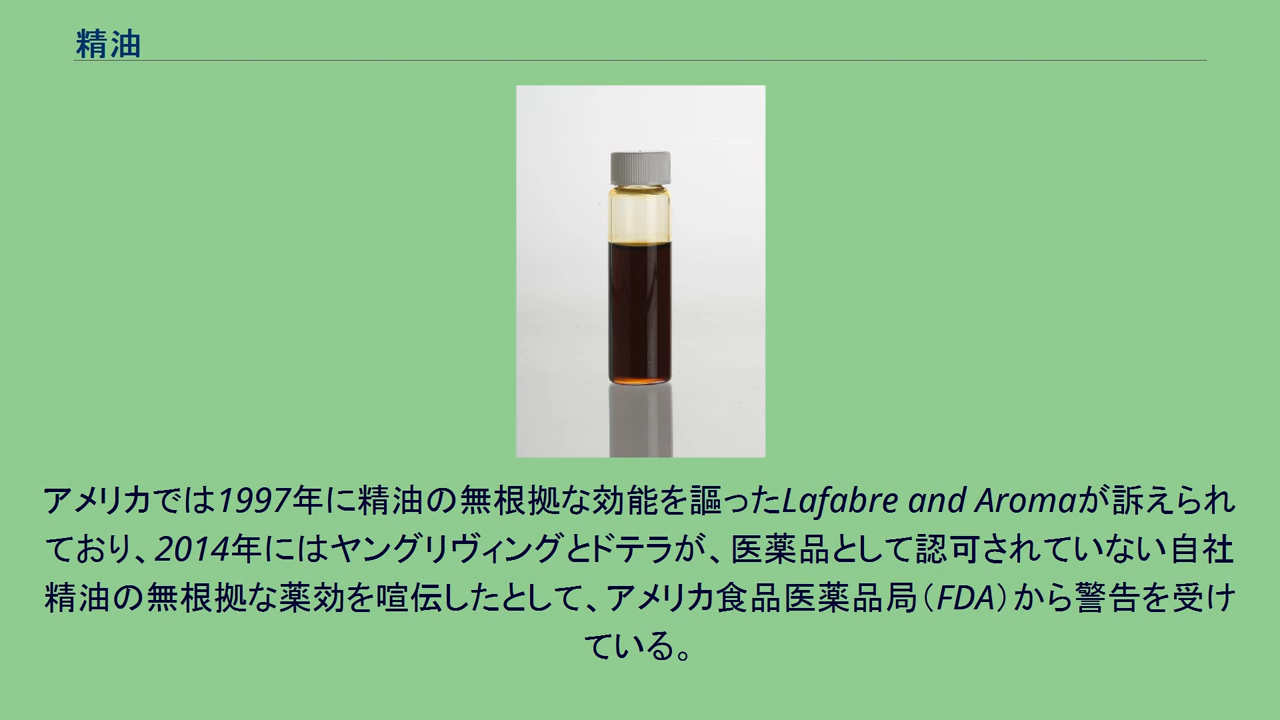 精油
アメリカでは1997年に精油の無根拠な効能を謳ったLafabre and Aromaが訴えられ
ており、2014年にはヤングリヴィングとドテラが、医薬品として認可されていない自社
精油の無根拠な薬効を喧伝したとして、アメリカ食品医薬品局（FDA）から警告を受け
ている。